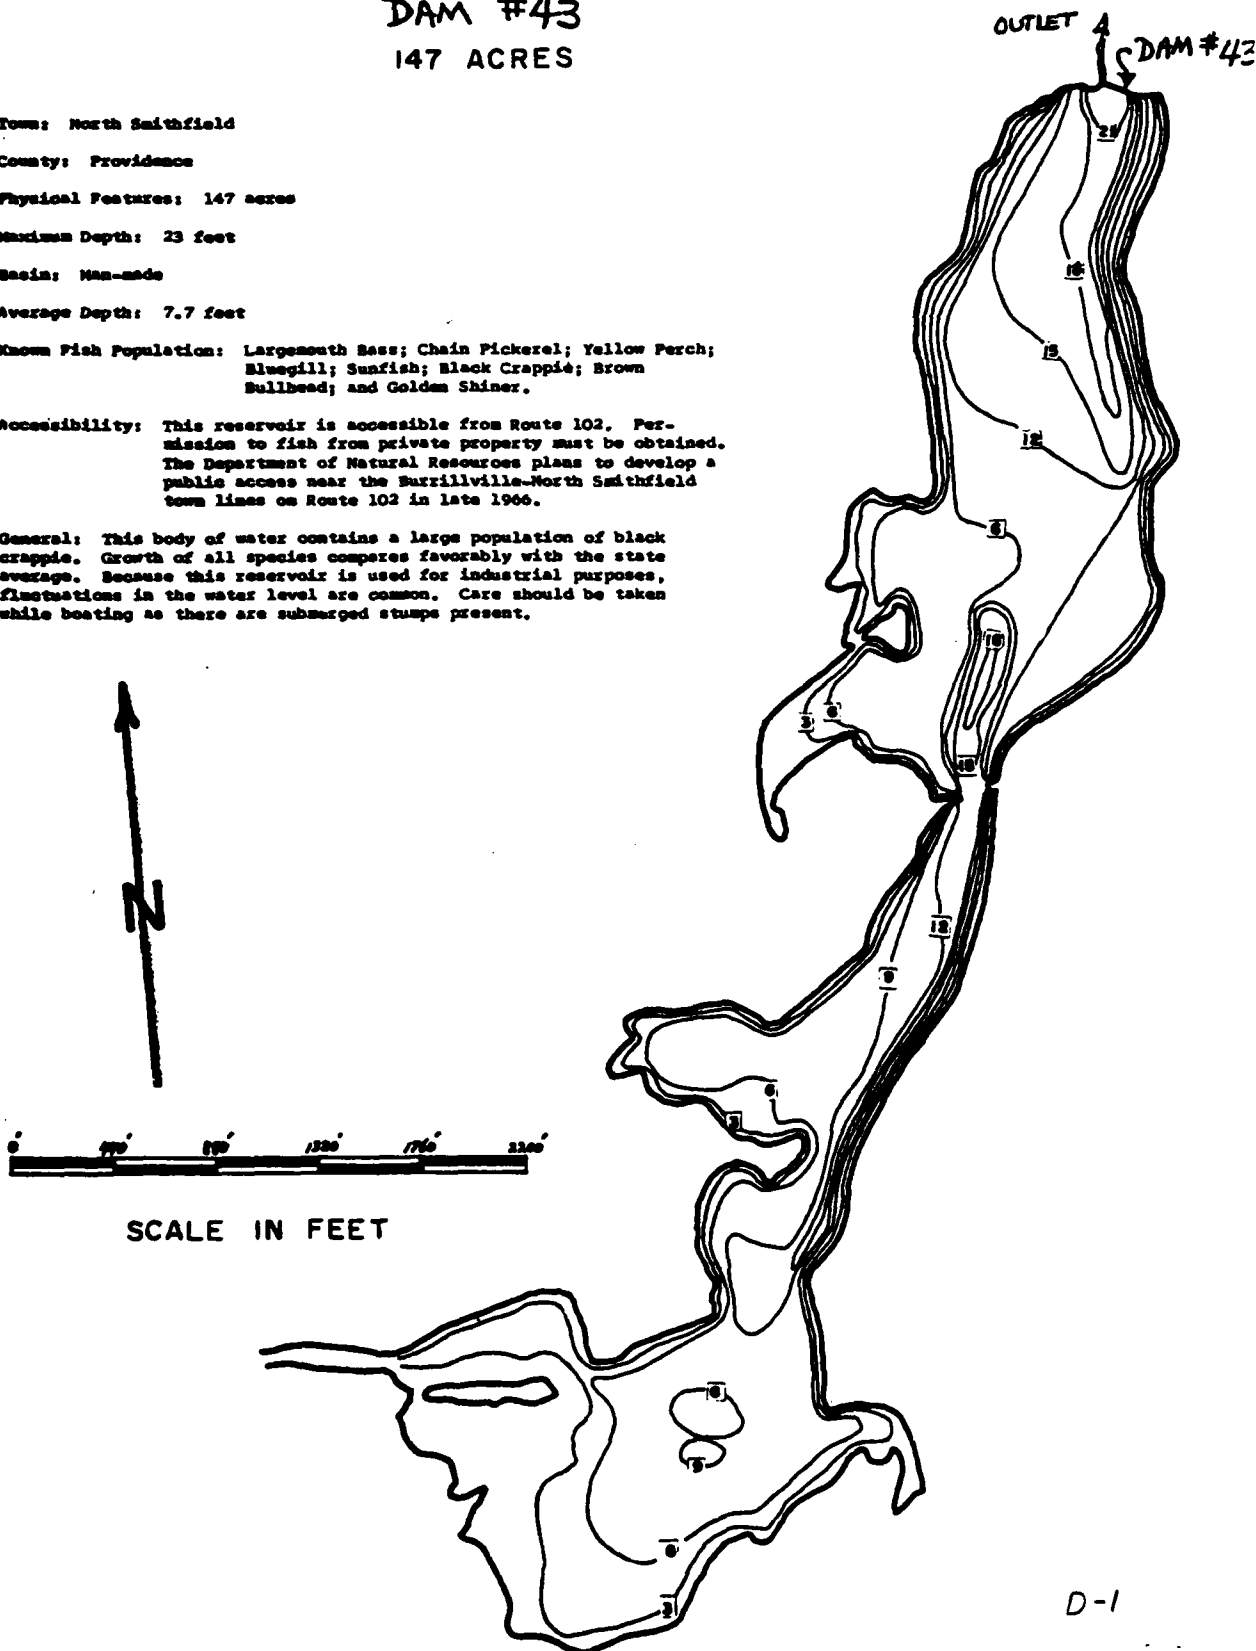 DAM #43
147 ACRES
OUTLET
DAM #43
Town: North Smithfield
County: Providence
Physical Features: 147 acres
Maximum Depth: 23 feet
Basin: Man-made
Average Depth: 7.7 feet
Known Fish Population: Largemouth Bass; Chain Pickerel; Yellow Perch;
Bluegill; Sunfish; Black Crappie; Brown
Bullhead; and Golden Shiner.
Accessibility: This reservoir is accessible from Route 102. Per-
mission to fish from private property must be obtained.
The Department of Natural Resources plans to develop a
public access near the Burrillville-North Smithfield
town lines on Route 102 in late 1966.
General: This body of water contains a large population of black
crappie. Growth of all species compares favorably with the state
average. Because this reservoir is used for industrial purposes,
fluctuations in the water level are common. Care should be taken
while boating as there are submerged stumps present.
21
18
15
12
6
15
3
6
12
9
N
6
3
0' 440' 880' 1320' 1760' 2200'
SCALE IN FEET
6
9
6
3
D-1